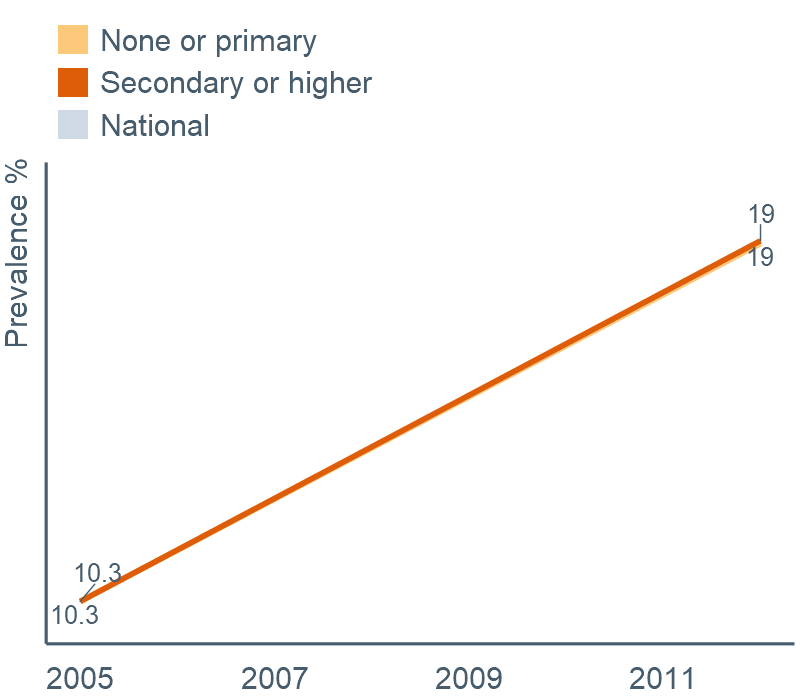 None or primary
Secondary or higher
National
Prevalence %
19
19
10.3
10.3
2005 2007 2009 2011